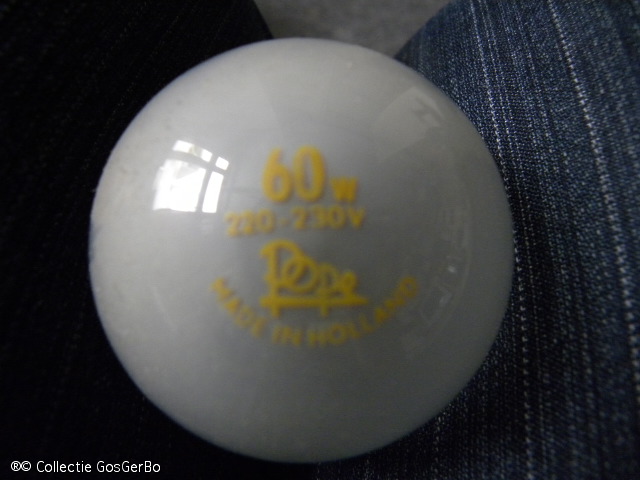 60W
220-230V
Pope
MADE IN HOLLAND
®© Collectie GosGerBo